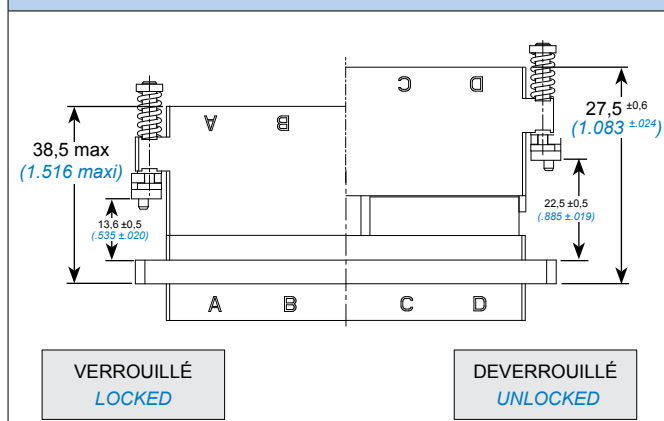 C D
A B
27,5 ±0,6
(1.083 ±.024)
38,5 max
(1.516 maxi)
22,5 ±0,5
(.885 ±.019)
13,6 ±0,5
(.535 ±.020)
A B C D
VERROUILLÉ
LOCKED
DEVERROUILLÉ
UNLOCKED